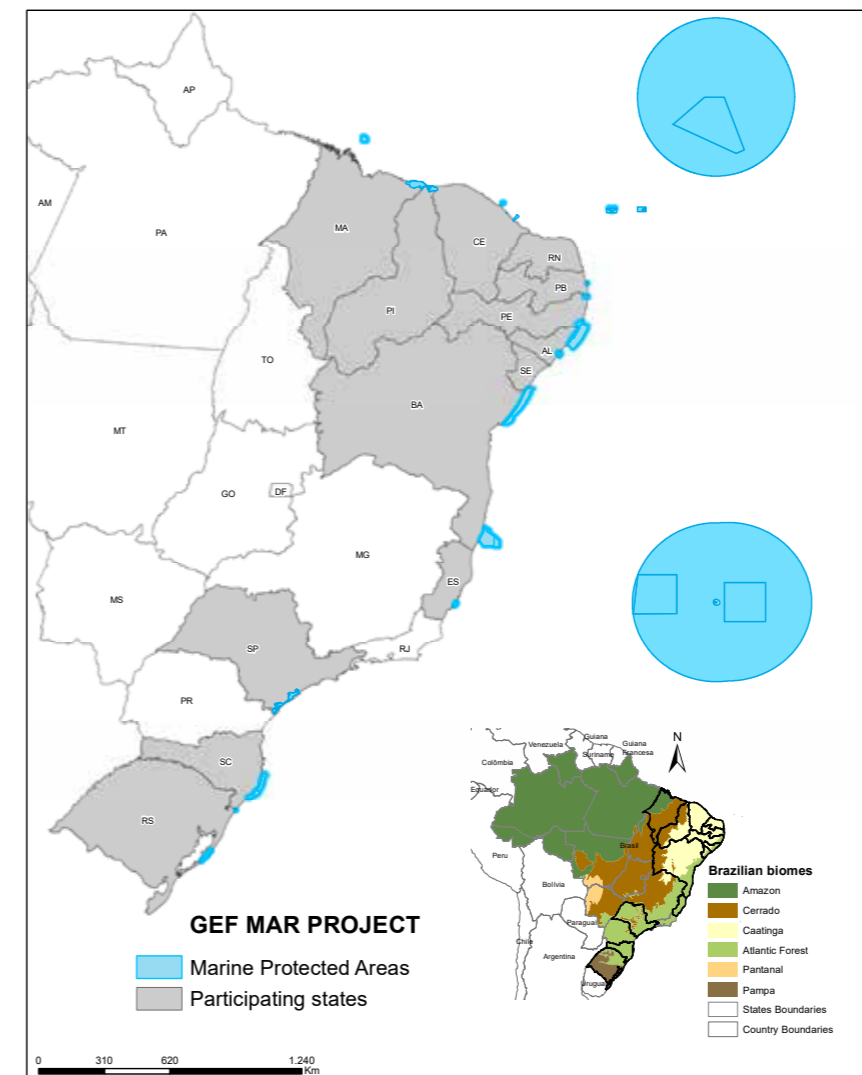 AP
AM
PA
MA
CE
RN
PB
PI
PE
TO
AL
SE
BA
MT
GO
DF
MG
MS
ES
SP
RJ
PR
SC
RS
N
Guiana
Venezuela
Suriname
Guiana
Francesa
Colômbia
Equador
Peru
Brasil
Bolívia
Paraguai
Chile
Argentina
Brazilian biomes
Amazon
Cerrado
Caatinga
Atlantic Forest
Pantanal
Pampa
States Boundaries
Country Boundaries
GEF MAR PROJECT
Marine Protected Areas
Participating states
0 310 620 1.240
Km